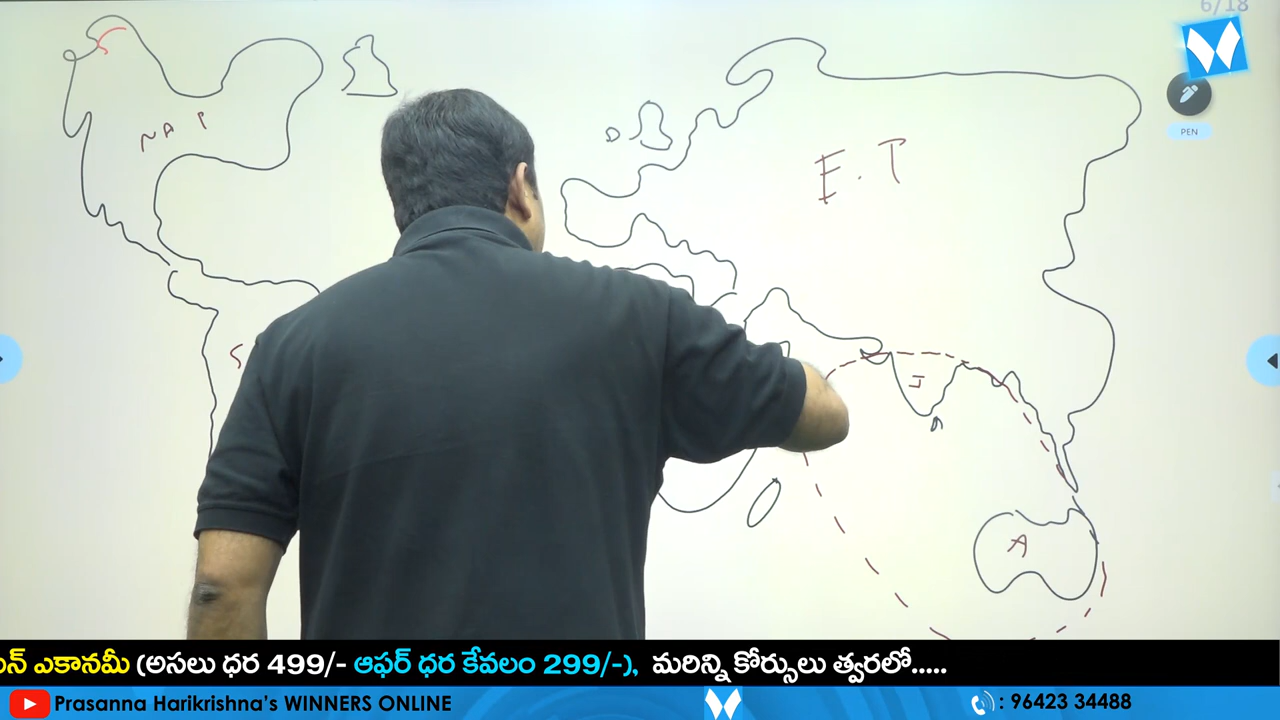 6/18
PEN
N A P
E. P
S
I
A
న్ ఎకానమీ (అసలు ధర 499/- ఆఫర్ ధర కేవలం 299/-), మరిన్ని కోర్సులు త్వరలో.....
Prasanna Harikrishna's WINNERS ONLINE
: 96423 34488